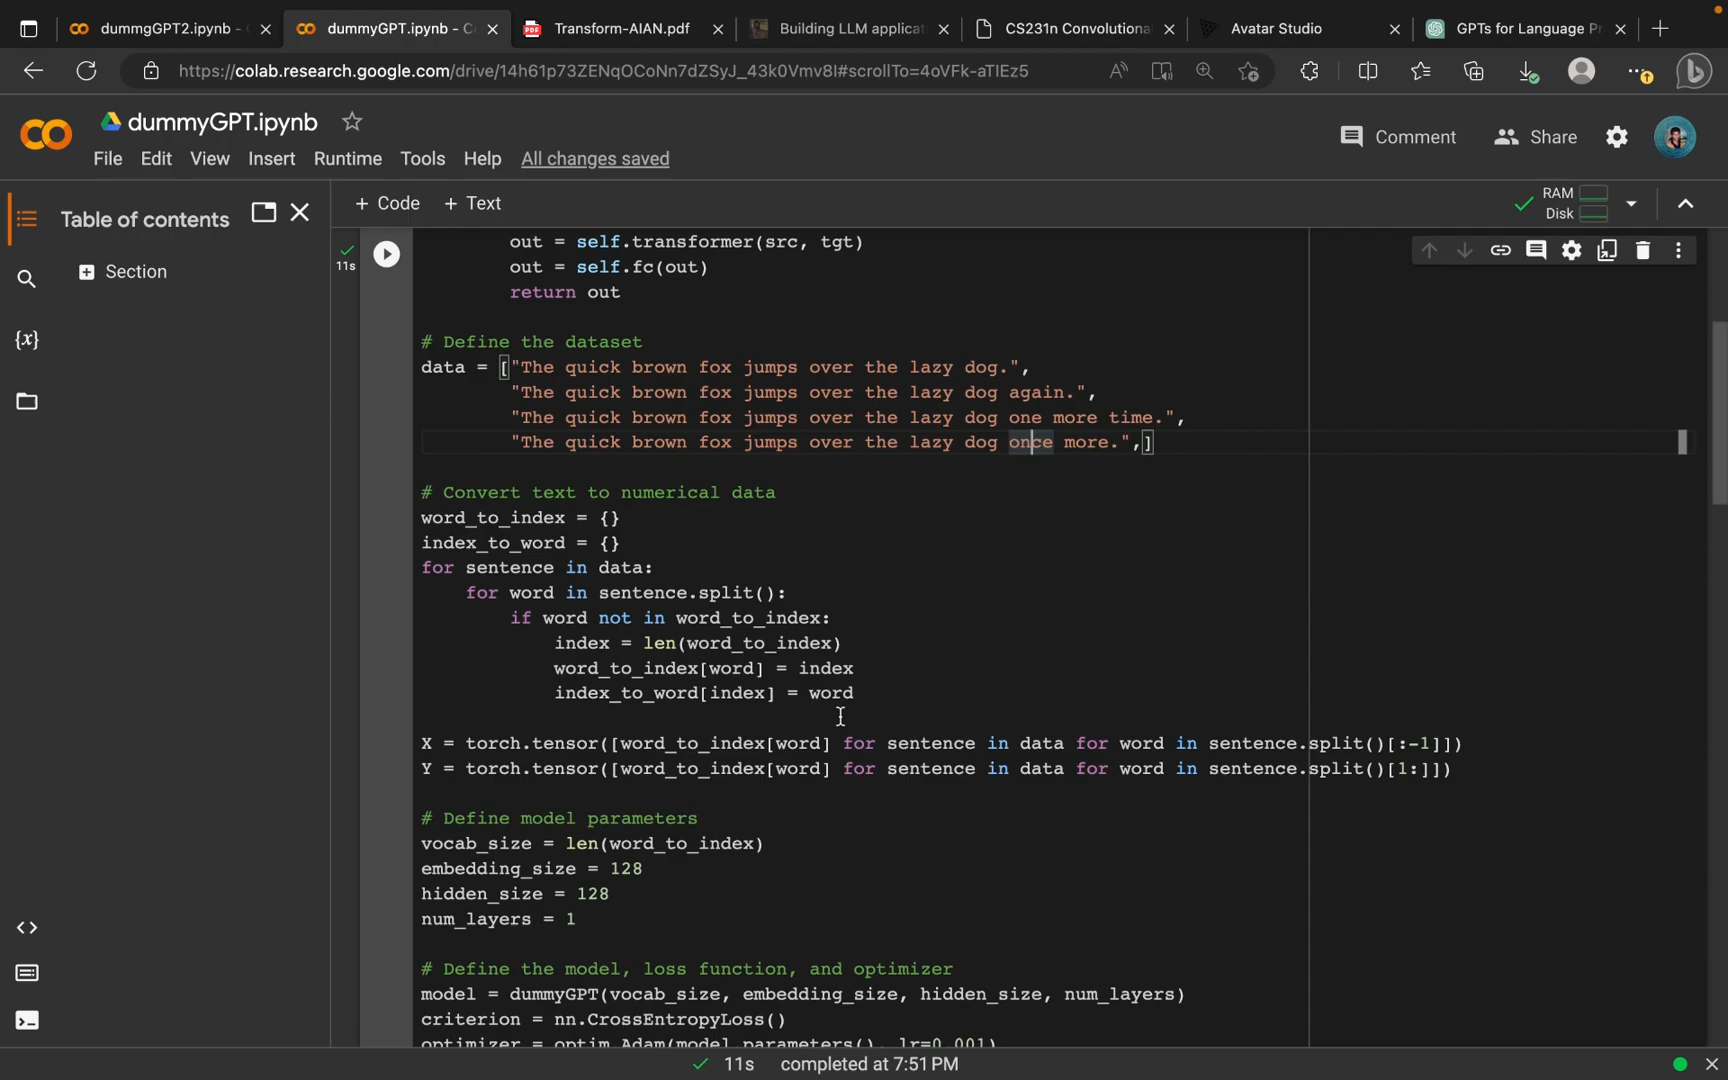 dummgGPT2.ipynb -
dummyGPT.ipynb - C
Transform-AIAN.pdf
Building LLM applicat
CS231n Convolutiona
Avatar Studio
GPTs for Language P
https://colab.research.google.com/drive/14h61p73ZENqOCoNn7dZSyJ_43k0Vmv8I#scrollTo=4oVFk-aTIEz5
dummyGPT.ipynb
Comment
Share
File Edit View Insert Runtime Tools Help All changes saved
Table of contents
+ Code + Text
RAM
Disk
Section
11s
out = self.transformer(src, tgt)
out = self.fc(out)
return out
# Define the dataset
data = ["The quick brown fox jumps over the lazy dog.",
"The quick brown fox jumps over the lazy dog again.",
"The quick brown fox jumps over the lazy dog one more time.",
"The quick brown fox jumps over the lazy dog once more.",]
# Convert text to numerical data
word_to_index = {}
index_to_word = {}
for sentence in data:
for word in sentence.split():
if word not in word_to_index:
index = len(word_to_index)
word_to_index[word] = index
index_to_word[index] = word
X = torch.tensor([word_to_index[word] for sentence in data for word in sentence.split()[:-1]])
Y = torch.tensor([word_to_index[word] for sentence in data for word in sentence.split()[1:]])
# Define model parameters
vocab_size = len(word_to_index)
embedding_size = 128
hidden_size = 128
num_layers = 1
# Define the model, loss function, and optimizer
model = dummyGPT(vocab_size, embedding_size, hidden_size, num_layers)
criterion = nn.CrossEntropyLoss()
optimizer = optim.Adam(model.parameters(), lr=0.001)
11s completed at 7:51 PM